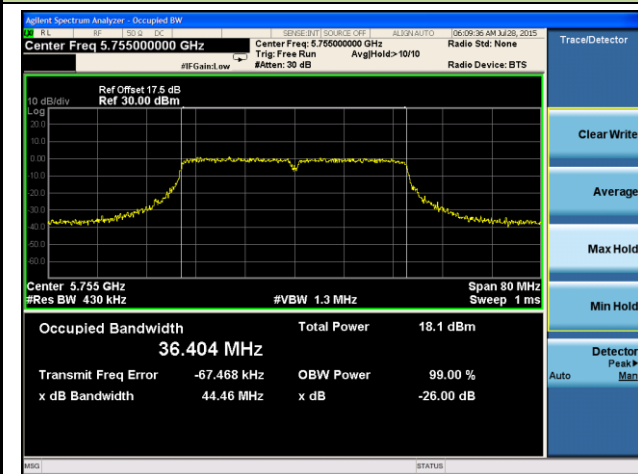 Agilent Spectrum Analyzer - Occupied BW
RL RF 50 Ω DC SENSE:INT SOURCE OFF ALIGN AUTO 06:09:36 AM Jul 28, 2015
Center Freq 5.755000000 GHz
Center Freq: 5.755000000 GHz
Radio Std: None
Trig: Free Run Avg|Hold:>10/10
#IFGain:Low #Atten: 30 dB Radio Device: BTS
Ref Offset 17.5 dB
10 dB/div Ref 30.00 dBm
Log
20.0
10.0
0.00
-10.0
-20.0
-30.0
-40.0
-50.0
-60.0
Center 5.755 GHz Span 80 MHz
#Res BW 430 kHz #VBW 1.3 MHz Sweep 1 ms
Occupied Bandwidth Total Power 18.1 dBm
36.404 MHz
Transmit Freq Error -67.468 kHz OBW Power 99.00 %
x dB Bandwidth 44.46 MHz x dB -26.00 dB
MSG STATUS
Trace/Detector
Clear Write
Average
Max Hold
Min Hold
Detector
Peak▶
Auto Man